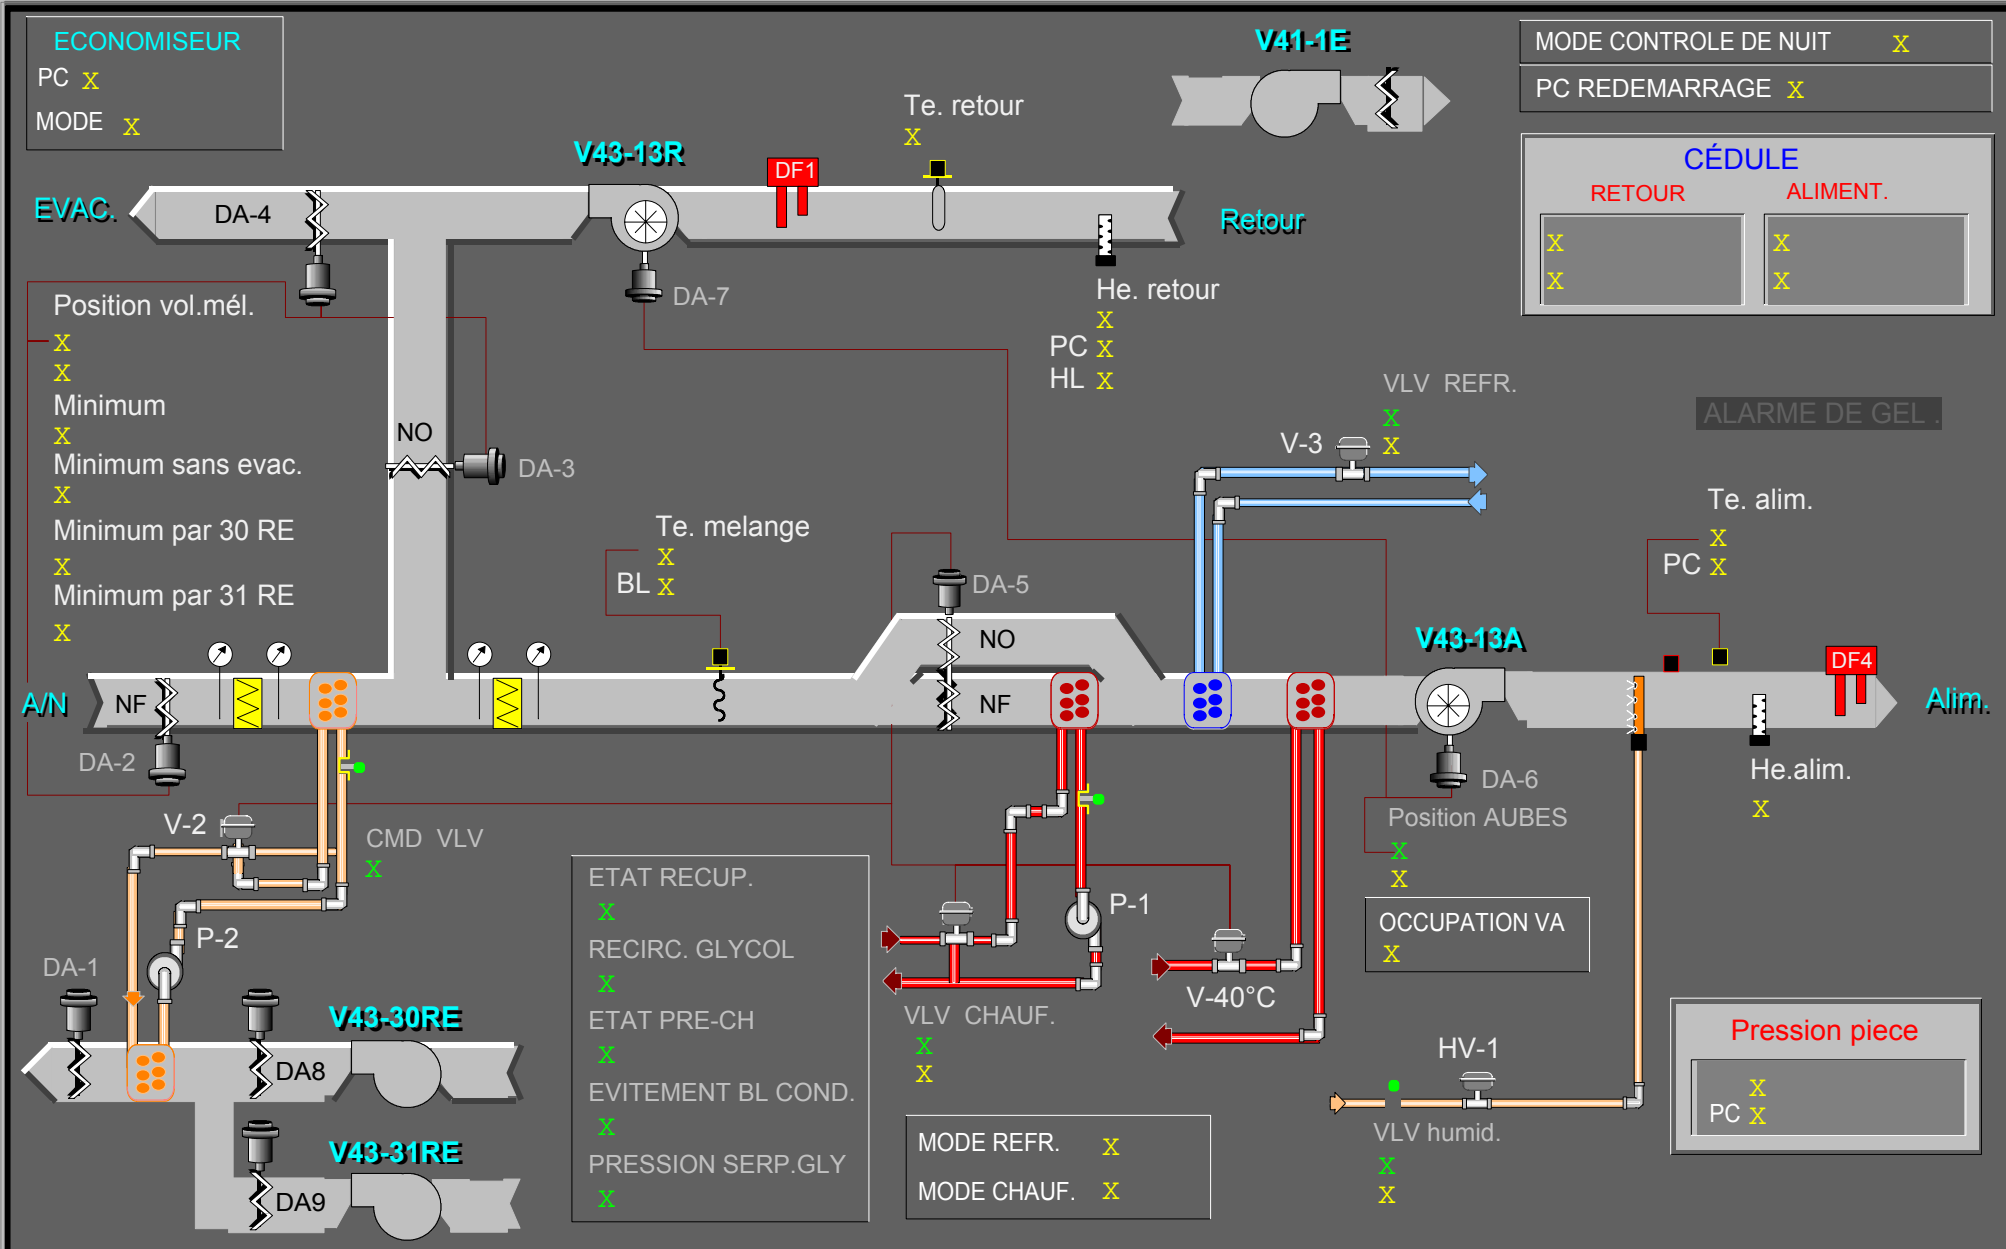 ECONOMISEUR
PC X
MODE X
V41-1E
MODE CONTROLE DE NUIT X
PC REDEMARRAGE X
CÉDULE
RETOUR ALIMENT.
X X
X X
Te. retour
X
V43-13R
DF1
EVAC.
DA-4
Retour
DA-7
He. retour
X
PC X
HL X
Position vol.mél.
X
X
Minimum
X
Minimum sans evac.
X
Minimum par 30 RE
X
Minimum par 31 RE
X
NO
DA-3
VLV REFR.
X
V-3 X
ALARME DE GEL .
Te. melange
X
BL X
DA-5
NO
NF
Te. alim.
X
PC X
V43-13A
DF4
A/N
NF
Alim.
DA-2
DA-6
He.alim.
X
Position AUBES
X
X
V-2
CMD VLV
X
P-2
DA-1
ETAT RECUP.
X
RECIRC. GLYCOL
X
ETAT PRE-CH
X
EVITEMENT BL COND.
X
PRESSION SERP.GLY
X
P-1
V-40°C
OCCUPATION VA
X
VLV CHAUF.
X
X
V43-30RE
DA8
V43-31RE
DA9
MODE REFR. X
MODE CHAUF. X
HV-1
VLV humid.
X
X
Pression piece
X
PC X